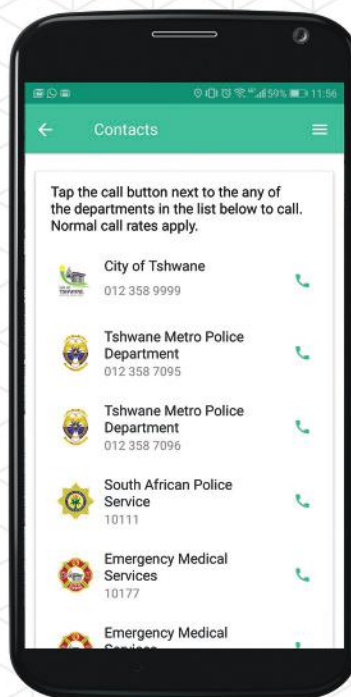 59% 11:56
Contacts
Tap the call button next to the any of
the departments in the list below to call.
Normal call rates apply.
City of Tshwane
012 358 9999
Tshwane Metro Police
Department
012 358 7095
Tshwane Metro Police
Department
012 358 7096
South African Police
Service
10111
Emergency Medical
Services
10177
Emergency Medical
Services